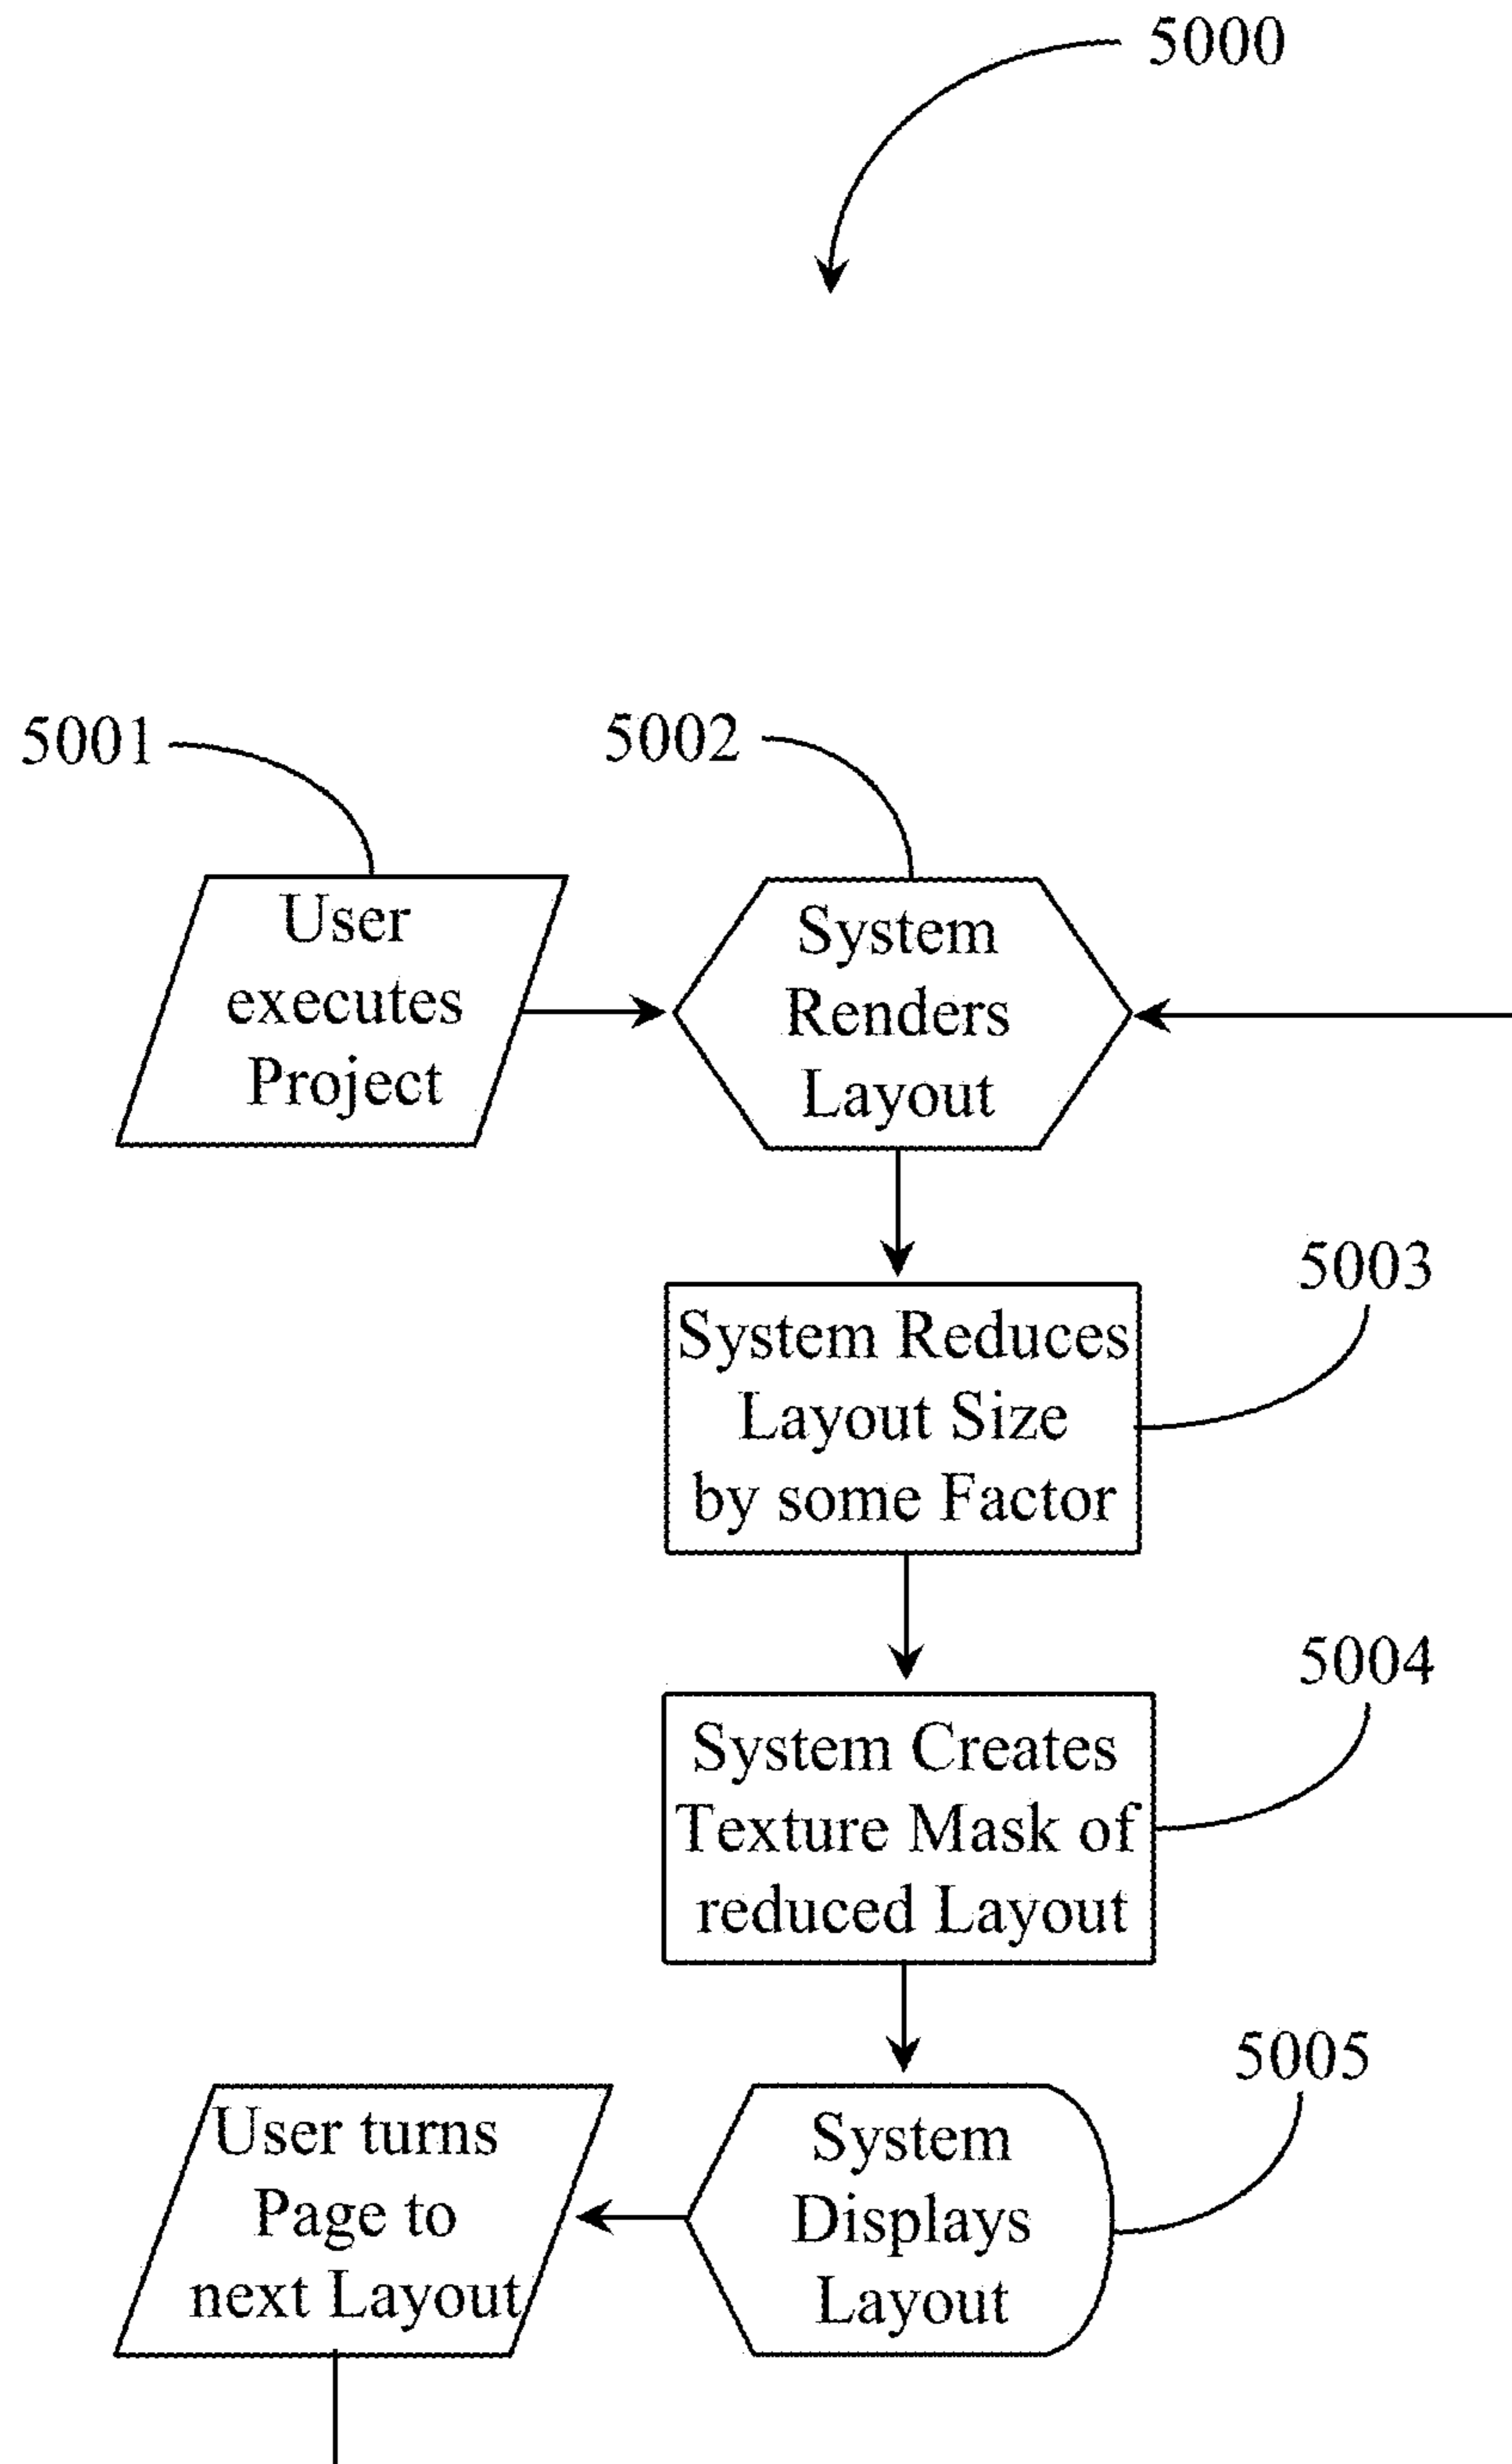 5000
5001
5002
User
executes
Project
System
Renders
Layout
5003
System Reduces
Layout Size
by some Factor
5004
System Creates
Texture Mask of
reduced Layout
5005
User turns
Page to
next Layout
System
Displays
Layout